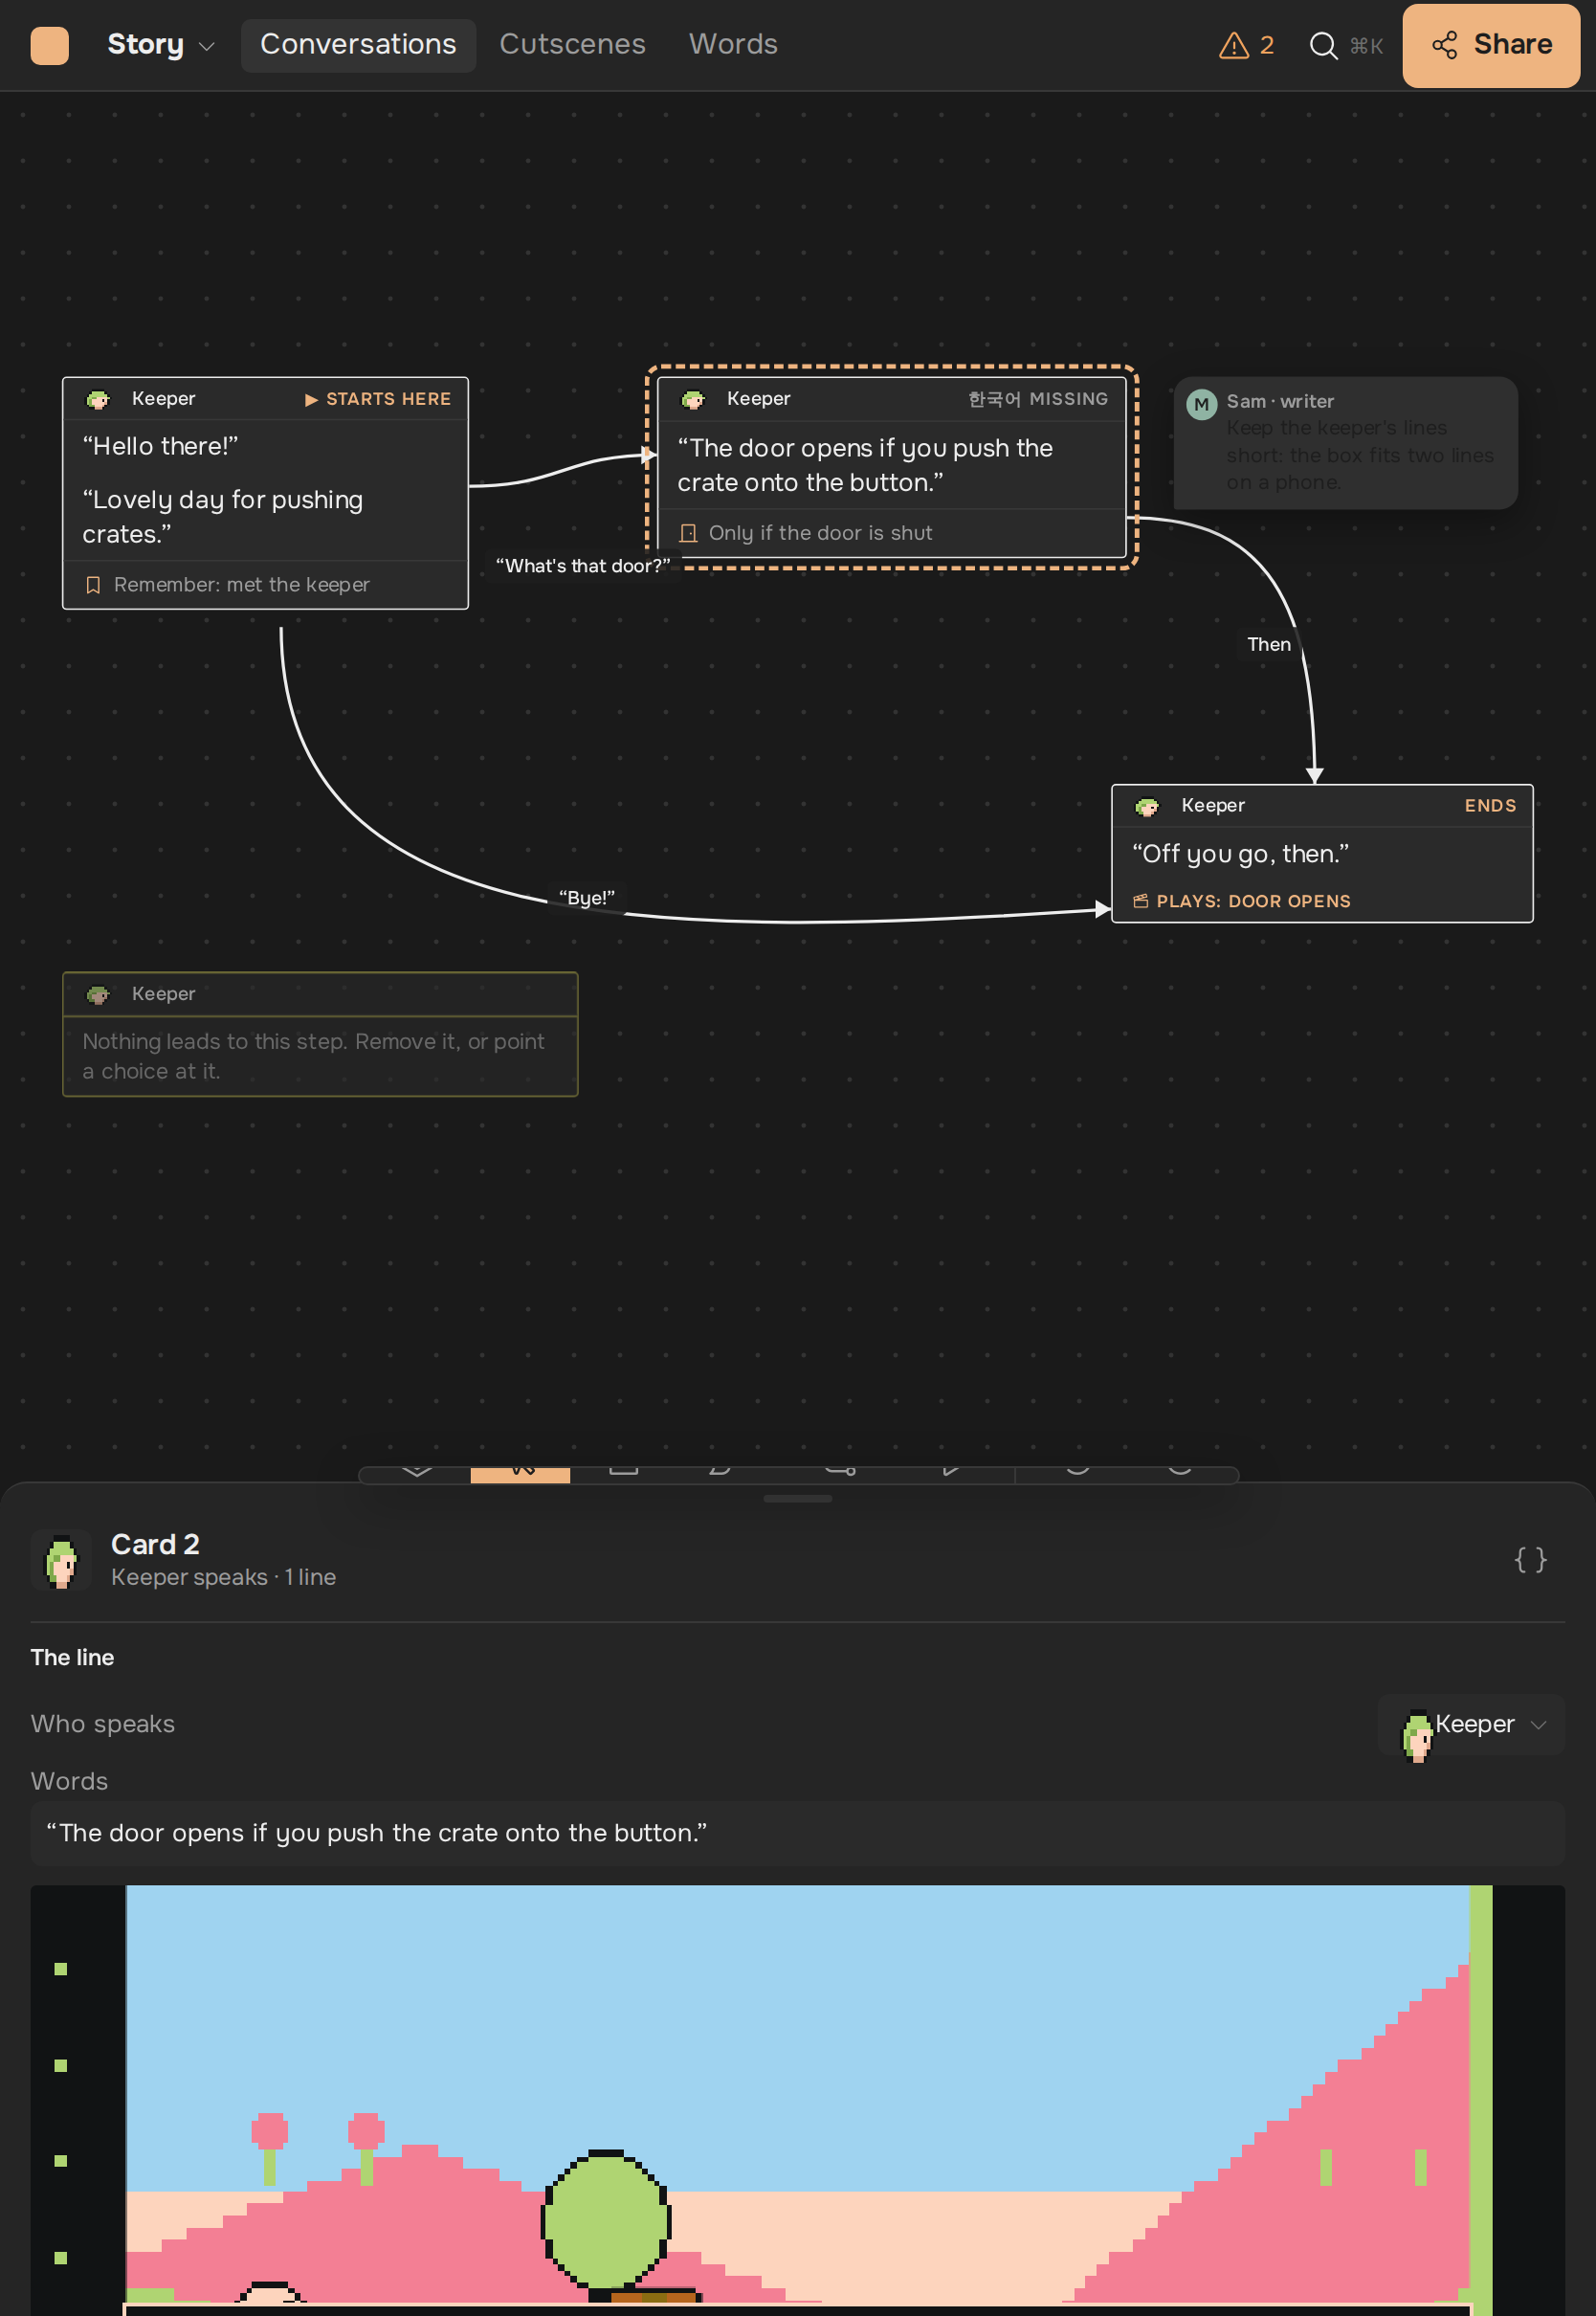 Story
Conversations
Cutscenes
Words
2
⌘K
Share
Keeper
▶ STARTS HERE
“Hello there!”
“Lovely day for pushing
crates.”
Remember: met the keeper
“What's that door?”
Keeper
한국어 MISSING
“The door opens if you push the
crate onto the button.”
Only if the door is shut
M
Sam · writer
Keep the keeper's lines
short: the box fits two lines
on a phone.
Then
Keeper
ENDS
“Off you go, then.”
PLAYS: DOOR OPENS
“Bye!”
Keeper
Nothing leads to this step. Remove it, or point
a choice at it.
Card 2
Keeper speaks · 1 line
{ }
The line
Who speaks
Keeper
Words
“The door opens if you push the crate onto the button.”